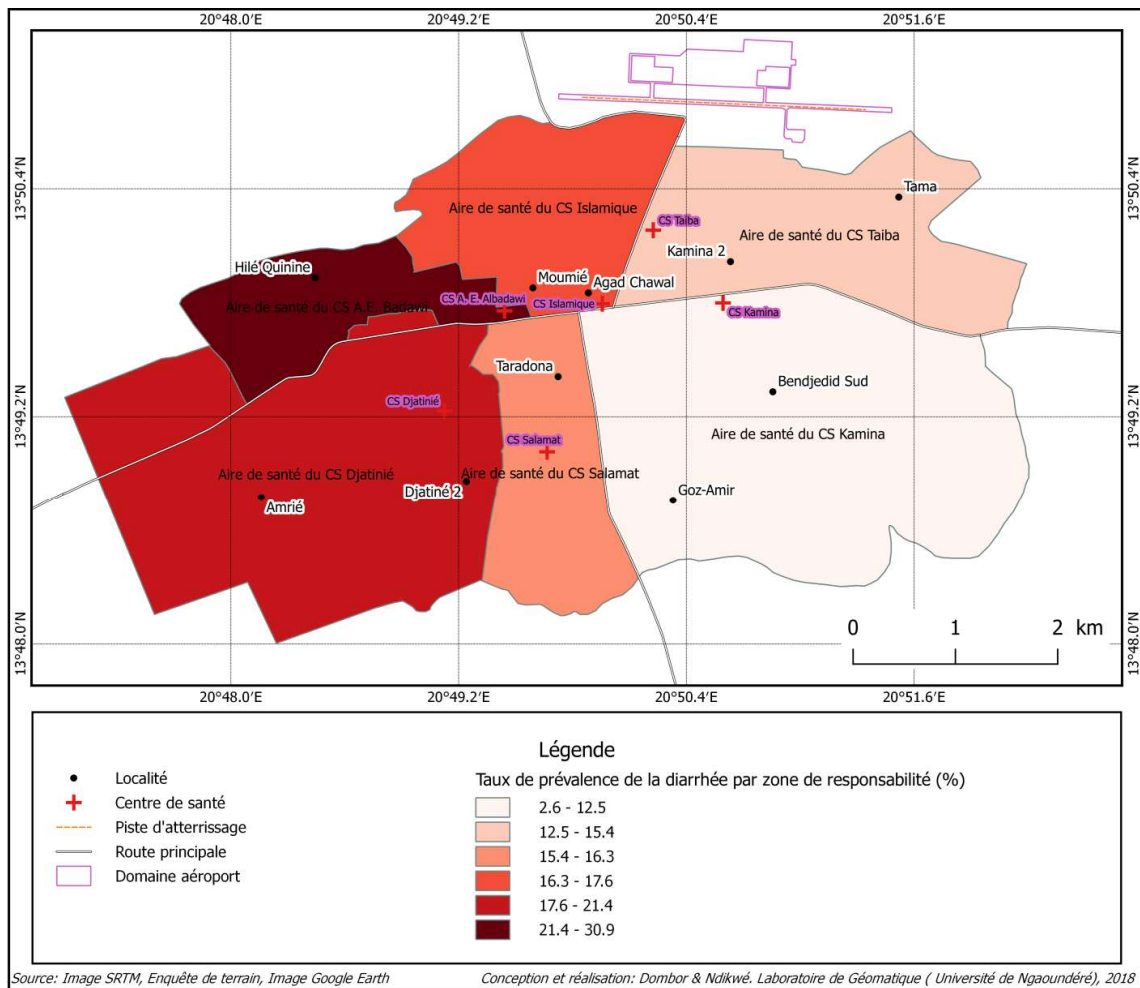 20°48.0'E 20°49.2'E 20°50.4'E 20°51.6'E
13°50.4'N 13°50.4'N
Tama
Aire de santé du CS Islamique
CS Taiba
Aire de santé du CS Taiba
Kamina 2
Hilé Quinine
Moumié
Agad Chawal
Aire de santé du CS A.E. Badawi
CS A. E. Albadawi
CS Islamique
CS Kamina
Taradona
Bendjedid Sud
CS Djatinié
13°49.2'N 13°49.2'N
Aire de santé du CS Kamina
CS Salamat
Aire de santé du CS Djatinié
Aire de santé du CS Salamat
Djatiné 2
Amrié
Goz-Amir
0 1 2 km
13°48.0'N 13°48.0'N
20°48.0'E 20°49.2'E 20°50.4'E 20°51.6'E
Légende
Localité
Centre de santé
Piste d'atterrissage
Route principale
Domaine aéroport
Taux de prévalence de la diarrhée par zone de responsabilité (%)
2.6 - 12.5
12.5 - 15.4
15.4 - 16.3
16.3 - 17.6
17.6 - 21.4
21.4 - 30.9
Source: Image SRTM, Enquête de terrain, Image Google Earth
Conception et réalisation: Dombor & Ndikwé. Laboratoire de Géomatique ( Université de Ngaoundéré), 2018